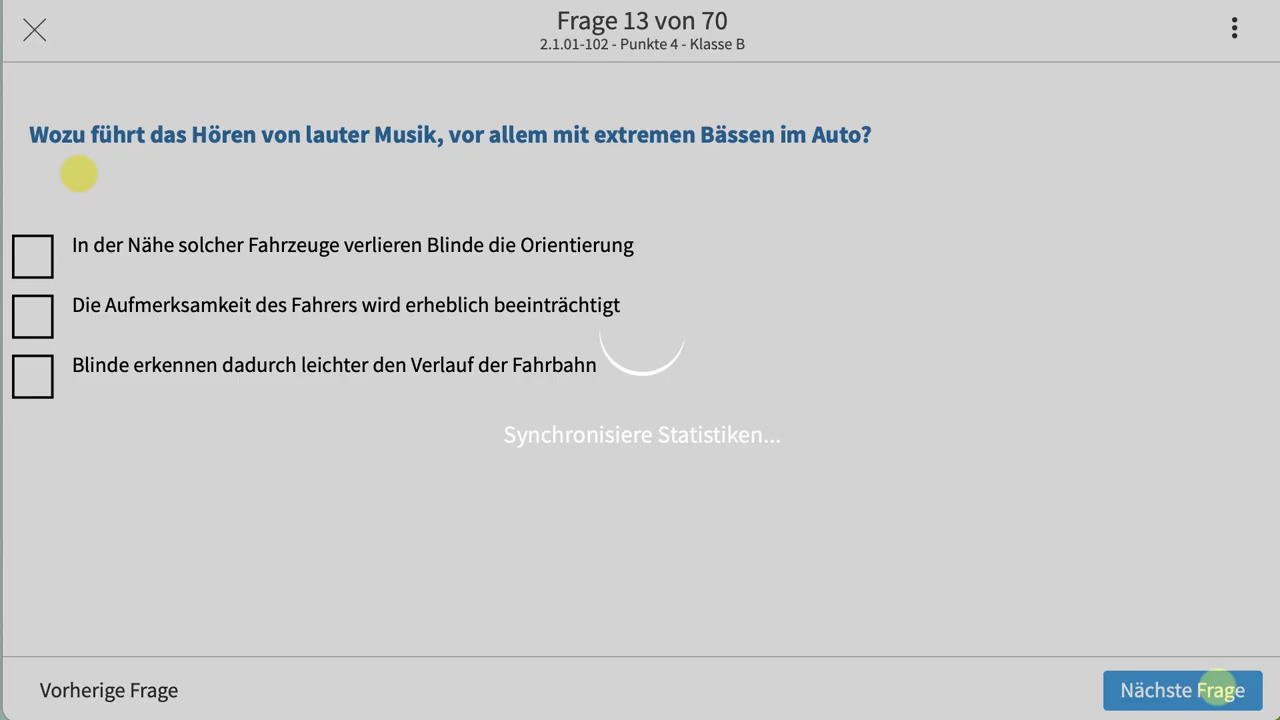 Frage 13 von 70
2.1.01-102 - Punkte 4 - Klasse B
Wozu führt das Hören von lauter Musik, vor allem mit extremen Bässen im Auto?
In der Nähe solcher Fahrzeuge verlieren Blinde die Orientierung
Die Aufmerksamkeit des Fahrers wird erheblich beeinträchtigt
Blinde erkennen dadurch leichter den Verlauf der Fahrbahn
Synchronisiere Statistiken...
Vorherige Frage
Nächste Frage